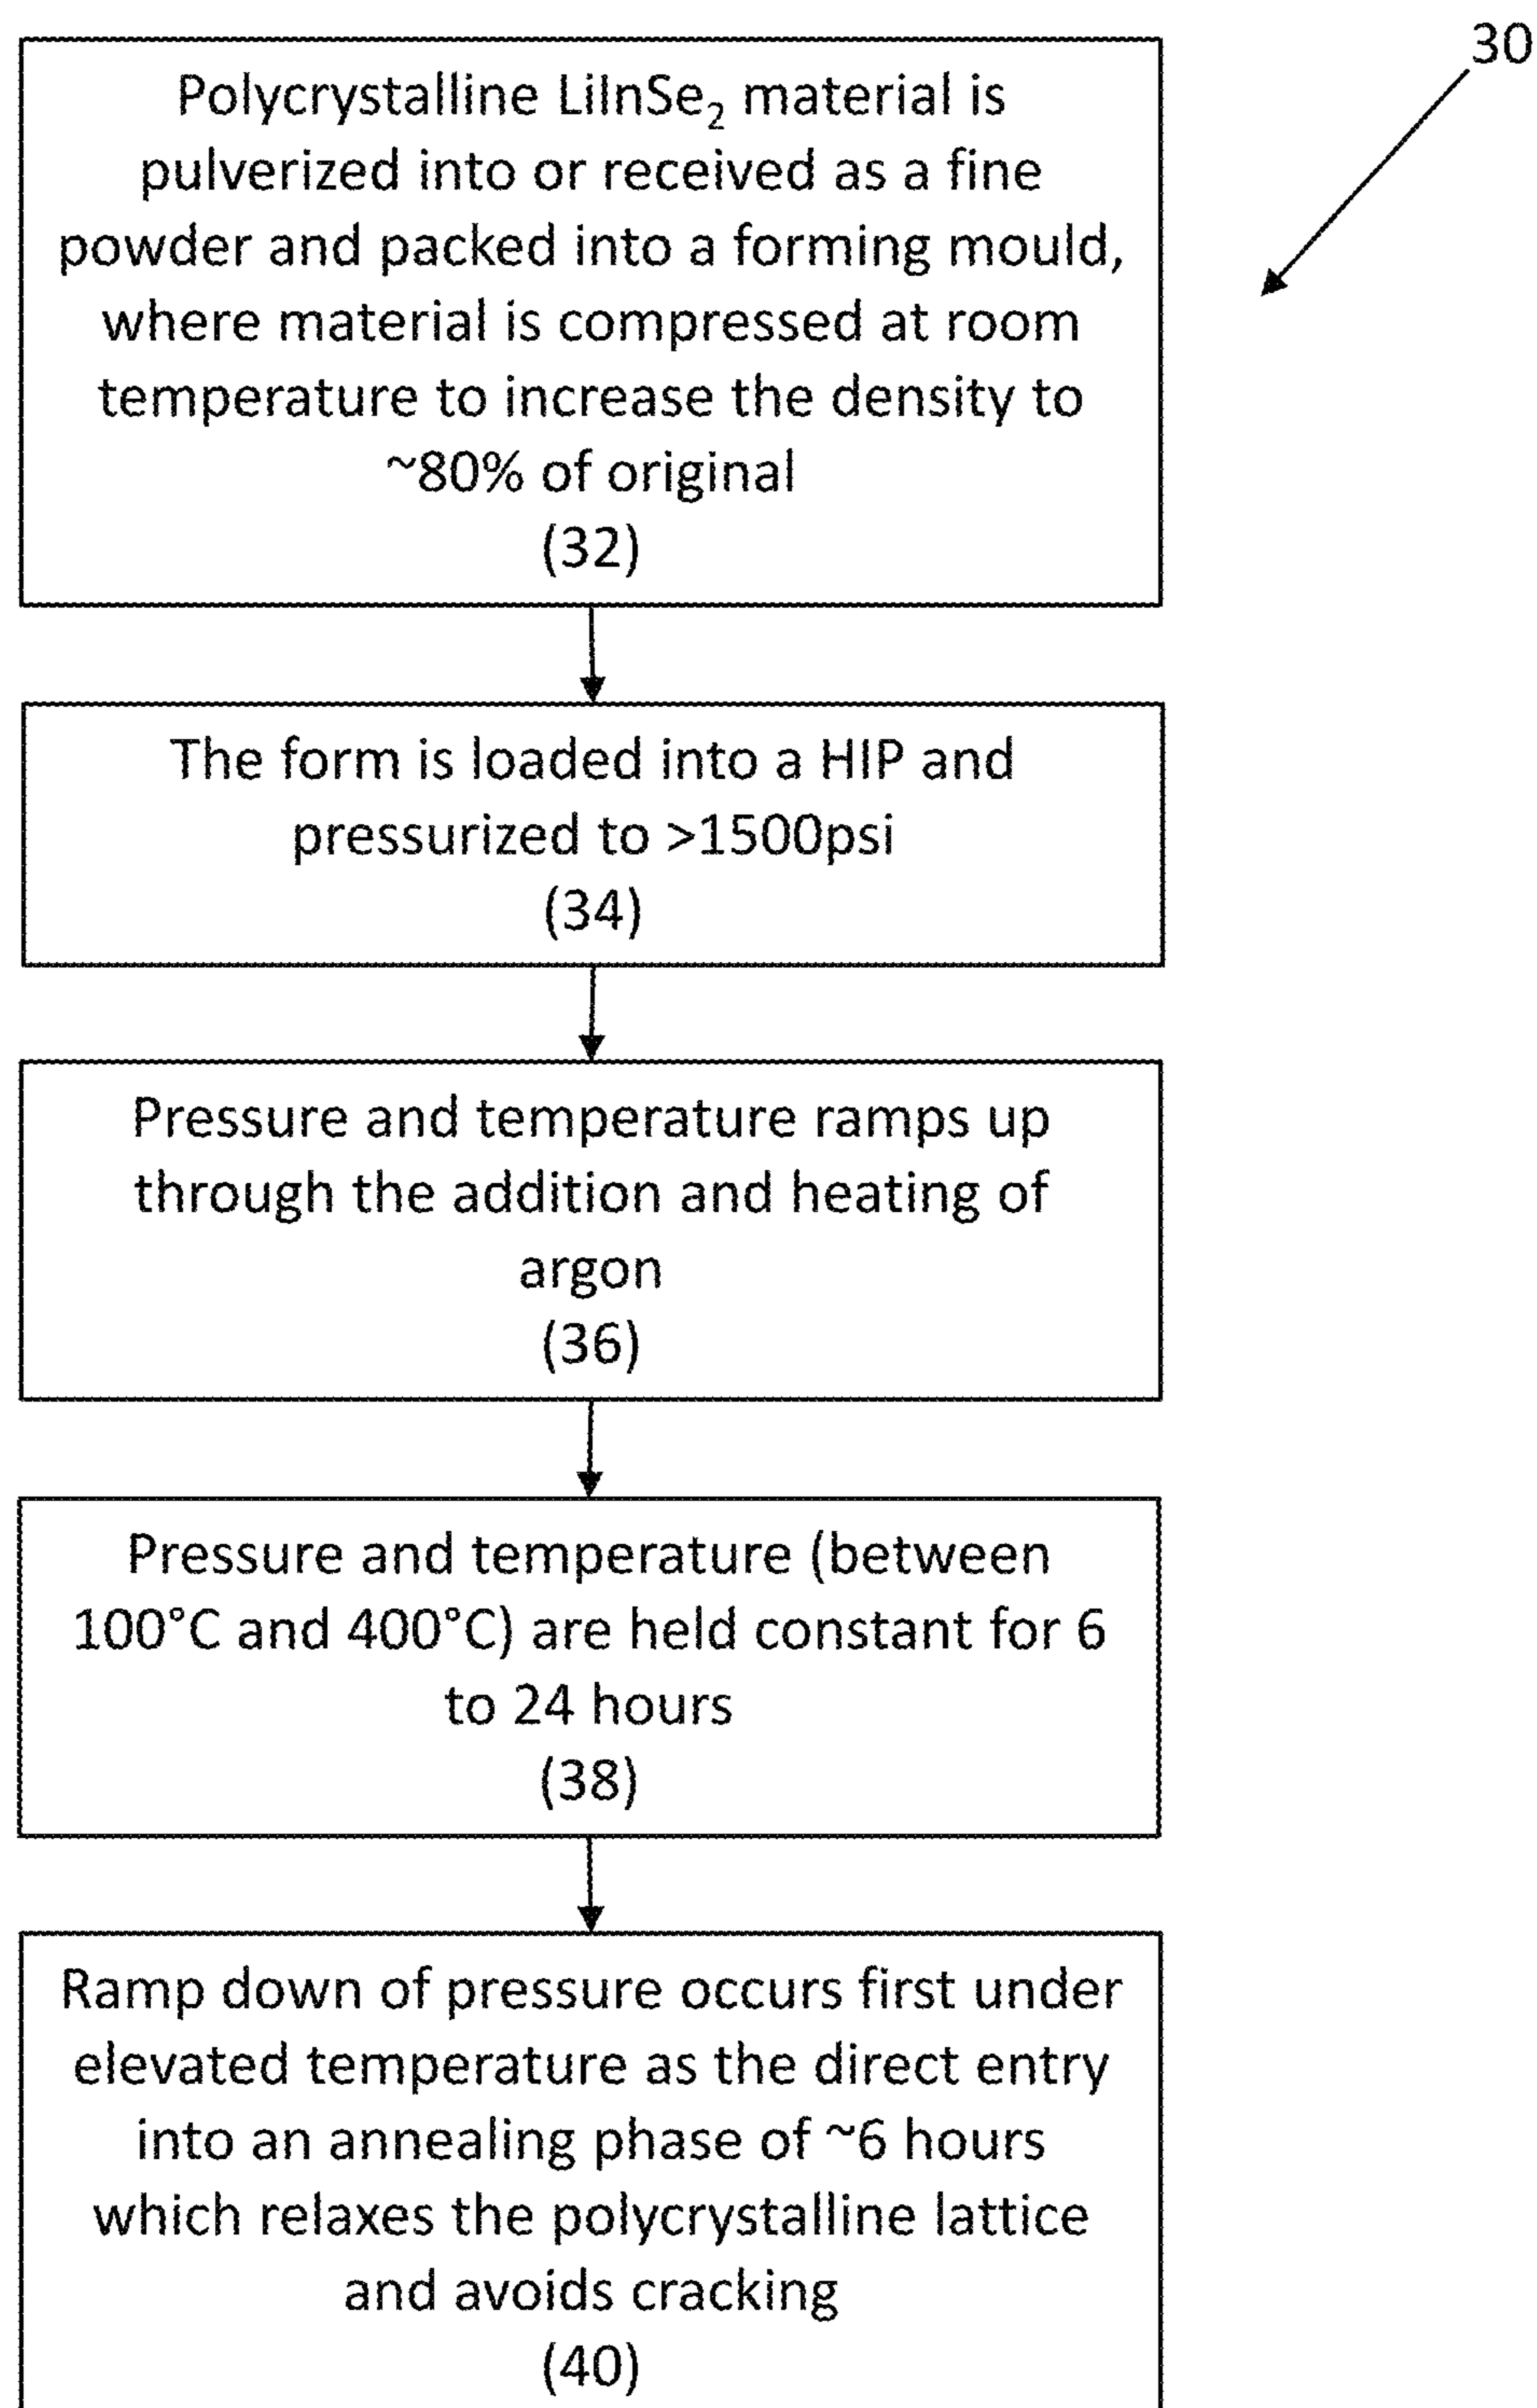 30
Polycrystalline LiInSe₂ material is
pulverized into or received as a fine
powder and packed into a forming mould,
where material is compressed at room
temperature to increase the density to
~80% of original
(32)
The form is loaded into a HIP and
pressurized to >1500psi
(34)
Pressure and temperature ramps up
through the addition and heating of
argon
(36)
Pressure and temperature (between
100°C and 400°C) are held constant for 6
to 24 hours
(38)
Ramp down of pressure occurs first under
elevated temperature as the direct entry
into an annealing phase of ~6 hours
which relaxes the polycrystalline lattice
and avoids cracking
(40)